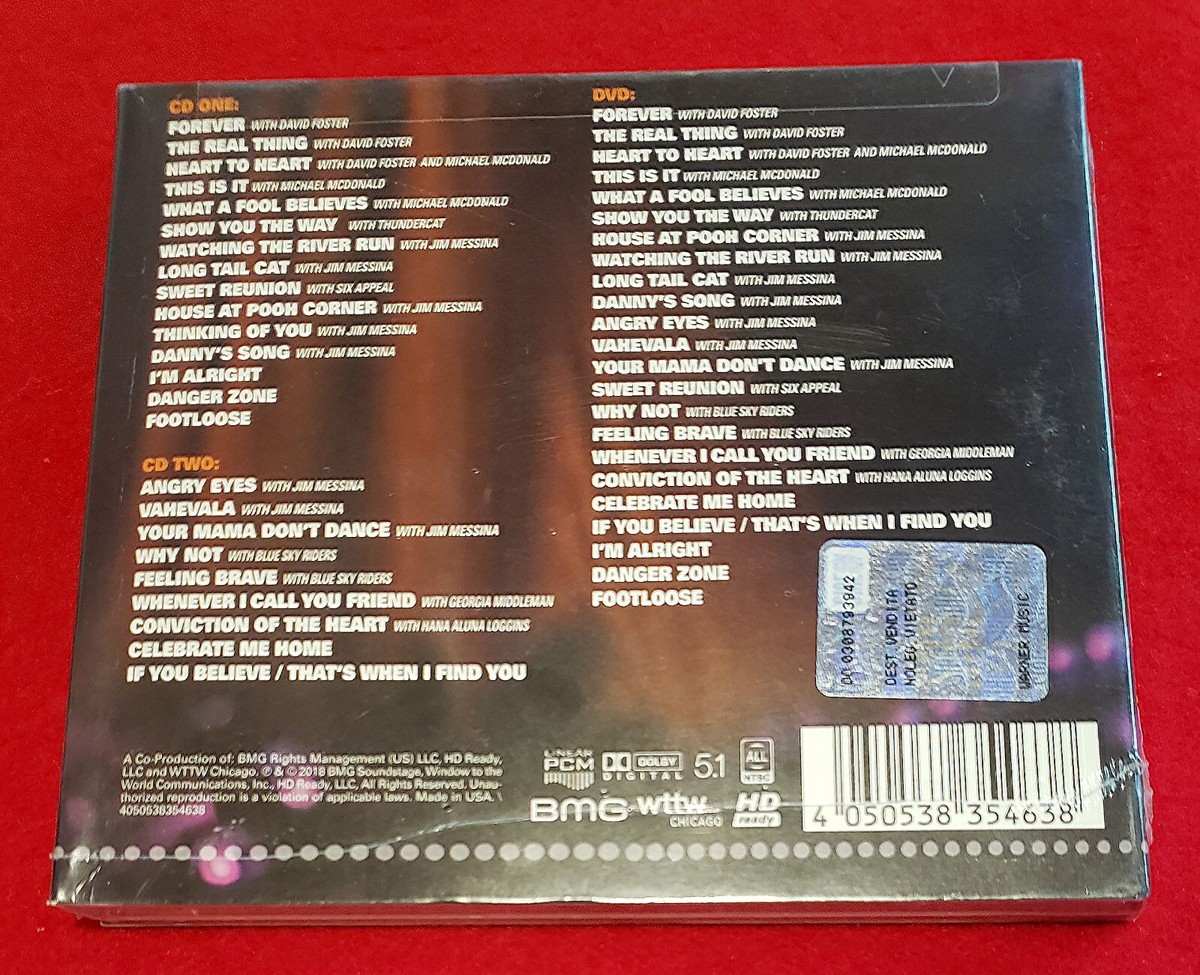 CD ONE:
FOREVER WITH DAVID FOSTER
THE REAL THING WITH DAVID FOSTER
HEART TO HEART WITH DAVID FOSTER AND MICHAEL MCDONALD
THIS IS IT WITH MICHAEL MCDONALD
WHAT A FOOL BELIEVES WITH MICHAEL MCDONALD
SHOW YOU THE WAY WITH THUNDERCAT
WATCHING THE RIVER RUN WITH JIM MESSINA
LONG TAIL CAT WITH JIM MESSINA
SWEET REUNION WITH SIX APPEAL
HOUSE AT POOH CORNER WITH JIM MESSINA
THINKING OF YOU WITH JIM MESSINA
DANNY'S SONG WITH JIM MESSINA
I'M ALRIGHT
DANGER ZONE
FOOTLOOSE
CD TWO:
ANGRY EYES WITH JIM MESSINA
VAHEVALA WITH JIM MESSINA
YOUR MAMA DON'T DANCE WITH JIM MESSINA
WHY NOT WITH BLUE SKY RIDERS
FEELING BRAVE WITH BLUE SKY RIDERS
WHENEVER I CALL YOU FRIEND WITH GEORGIA MIDDLEMAN
CONVICTION OF THE HEART WITH HANA ALUNA LOGGINS
CELEBRATE ME HOME
IF YOU BELIEVE / THAT'S WHEN I FIND YOU
DVD:
FOREVER WITH DAVID FOSTER
THE REAL THING WITH DAVID FOSTER
HEART TO HEART WITH DAVID FOSTER AND MICHAEL MCDONALD
THIS IS IT WITH MICHAEL MCDONALD
WHAT A FOOL BELIEVES WITH MICHAEL MCDONALD
SHOW YOU THE WAY WITH THUNDERCAT
HOUSE AT POOH CORNER WITH JIM MESSINA
WATCHING THE RIVER RUN WITH JIM MESSINA
LONG TAIL CAT WITH JIM MESSINA
DANNY'S SONG WITH JIM MESSINA
ANGRY EYES WITH JIM MESSINA
VAHEVALA WITH JIM MESSINA
YOUR MAMA DON'T DANCE WITH JIM MESSINA
SWEET REUNION WITH SIX APPEAL
WHY NOT WITH BLUE SKY RIDERS
FEELING BRAVE WITH BLUE SKY RIDERS
WHENEVER I CALL YOU FRIEND WITH GEORGIA MIDDLEMAN
CONVICTION OF THE HEART WITH HANA ALUNA LOGGINS
CELEBRATE ME HOME
IF YOU BELIEVE / THAT'S WHEN I FIND YOU
I'M ALRIGHT
DANGER ZONE
FOOTLOOSE
DO 0308793942
DEST VENDITA
NOLEG VIETATO
WARNER MUSIC
A Co-Production of: BMG Rights Management (US) LLC, HD Ready,
LLC and WTTW Chicago. ℗ & © 2018 BMG Soundstage, Window to the
World Communications, Inc., HD Ready, LLC, All Rights Reserved. Unau-
thorized reproduction is a violation of applicable laws. Made in USA. \
4050538354638
LINEAR
PCM
DOLBY
DIGITAL
5.1
ALL
NTSC
BMG
wttw
CHICAGO
HD
ready
4 050538 354638